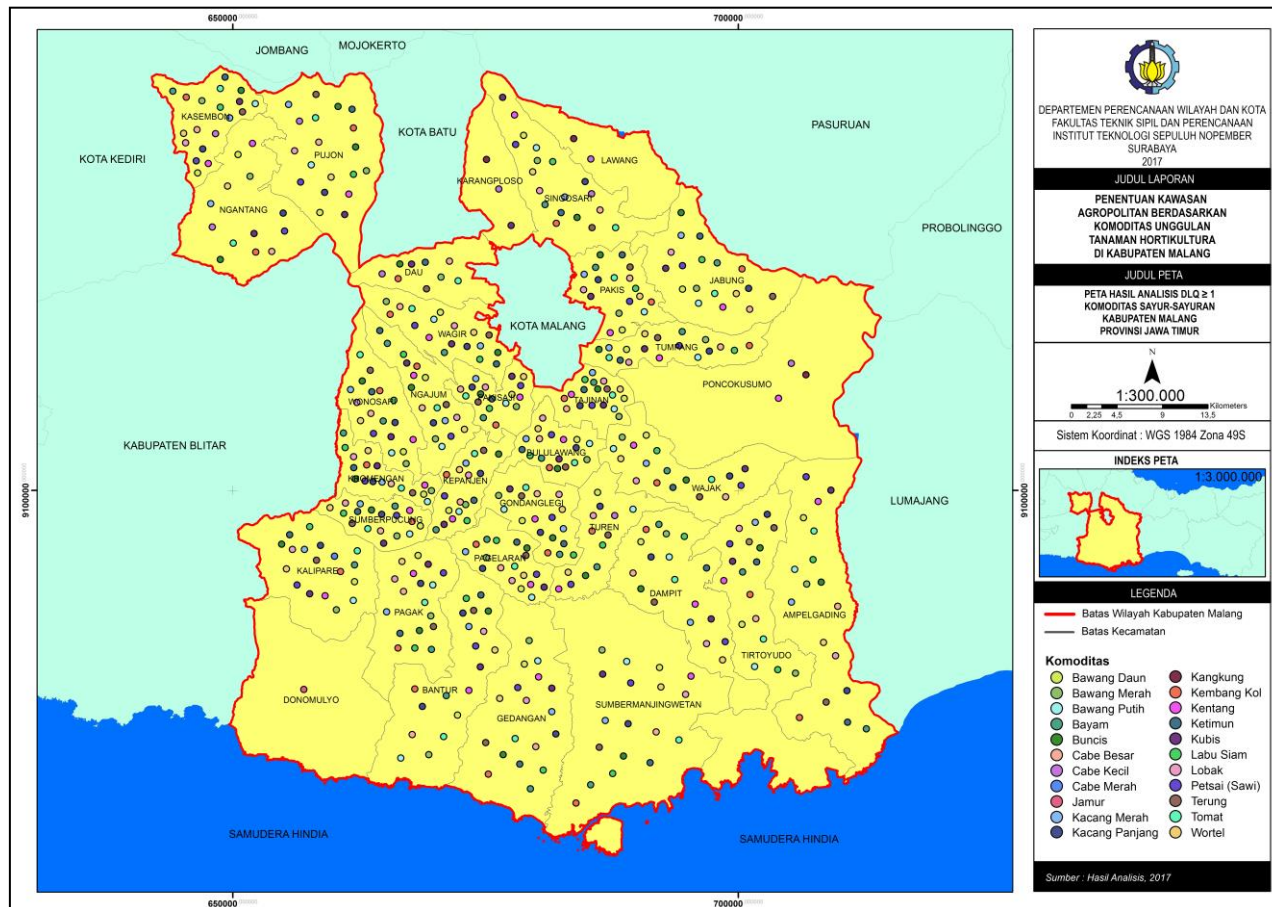 650000
700000
JOMBANG
MOJOKERTO
KOTA BATU
PASURUAN
KASEMBON
KOTA KEDIRI
PUJON
LAWANG
KARANGPLOSO
SINGOSARI
NGANTANG
PROBOLINGGO
DAU
PAKIS
JABUNG
KOTA MALANG
WAGIR
TUMPANG
PONCOKUSUMO
NGAJUM
PAKISAJI
WONOSARI
TAJINAN
KABUPATEN BLITAR
BULULAWANG
KROMENGAN
KEPANJEN
WAJAK
LUMAJANG
9100000
9100000
GONDANGLEGI
SUMBERPUCUNG
TUREN
PAGELARAN
KALIPARE
DAMPIT
PAGAK
AMPELGADING
TIRTOYUDO
DONOMULYO
BANTUR
GEDANGAN
SUMBERMANJINGWETAN
SAMUDERA HINDIA
SAMUDERA HINDIA
650000
700000
DEPARTEMEN PERENCANAAN WILAYAH DAN KOTA
FAKULTAS TEKNIK SIPIL DAN PERENCANAAN
INSTITUT TEKNOLOGI SEPULUH NOPEMBER
SURABAYA
2017
JUDUL LAPORAN
PENENTUAN KAWASAN
AGROPOLITAN BERDASARKAN
KOMODITAS UNGGULAN
TANAMAN HORTIKULTURA
DI KABUPATEN MALANG
JUDUL PETA
PETA HASIL ANALISIS DLQ ≥ 1
KOMODITAS SAYUR-SAYURAN
KABUPATEN MALANG
PROVINSI JAWA TIMUR
N
1:300.000
Kilometers
0 2,25 4,5 9 13,5
Sistem Koordinat : WGS 1984 Zona 49S
INDEKS PETA
1:3.000.000
LEGENDA
Batas Wilayah Kabupaten Malang
Batas Kecamatan
Komoditas
Bawang Daun
Bawang Merah
Bawang Putih
Bayam
Buncis
Cabe Besar
Cabe Kecil
Cabe Merah
Jamur
Kacang Merah
Kacang Panjang
Kangkung
Kembang Kol
Kentang
Ketimun
Kubis
Labu Siam
Lobak
Petsai (Sawi)
Terung
Tomat
Wortel
Sumber : Hasil Analisis, 2017